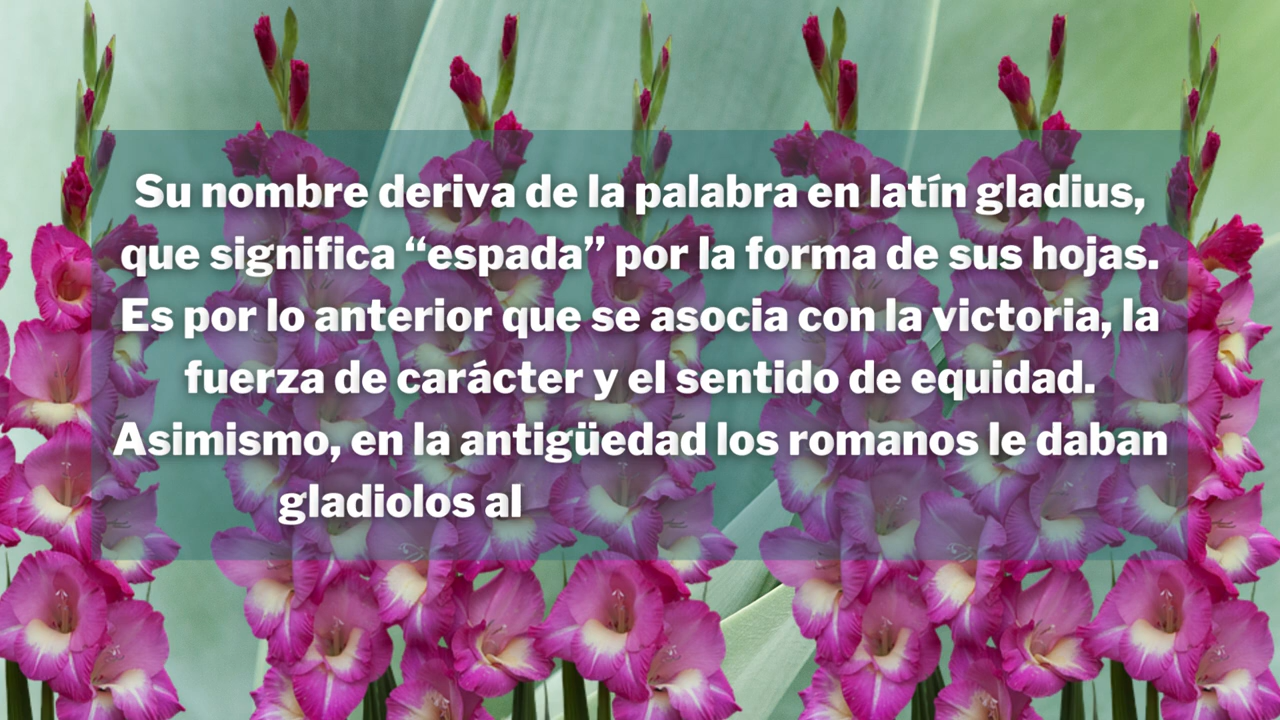 Su nombre deriva de la palabra en latín gladius,
que significa “espada” por la forma de sus hojas.
Es por lo anterior que se asocia con la victoria, la
fuerza de carácter y el sentido de equidad.
Asimismo, en la antigüedad los romanos le daban
gladiolos al